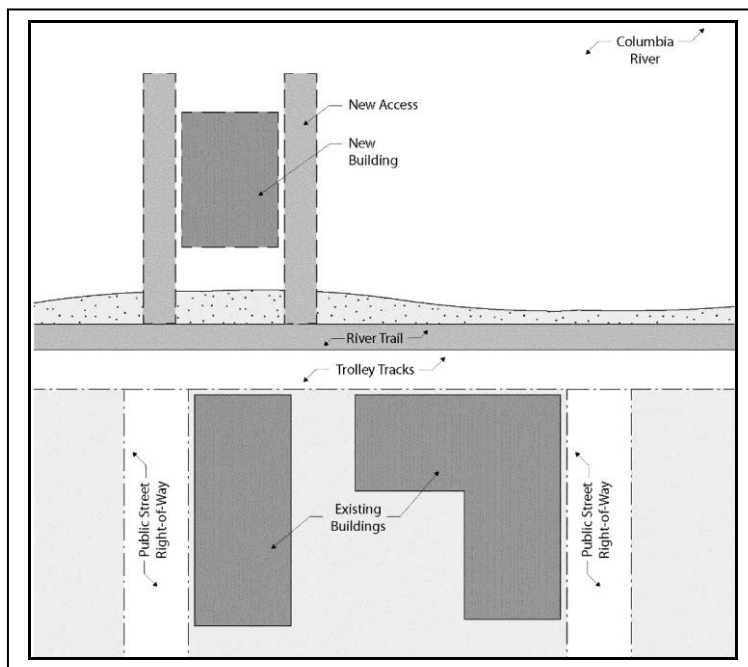 Columbia
River
New Access
New
Building
River Trail
Trolley Tracks
Public Street
Right-of-Way
Existing
Buildings
Public Street
Right-of-Way